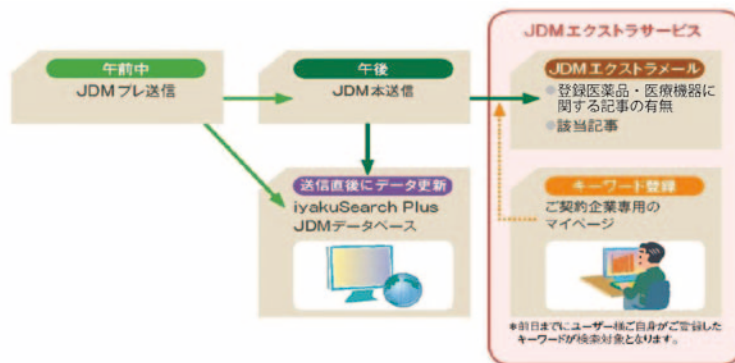 JDMエクストラサービス
午前中
JDMプレ送信
午後
JDM本送信
JDMエクストラメール
●登録医薬品・医療機器に
関する記事の有無
●該当記事
送信直後にデータ更新
iyakuSearch Plus
JDMデータベース
キーワード登録
ご契約企業専用の
マイページ
*前日までにユーザー様ご自身がご登録した
キーワードが検索対象となります。